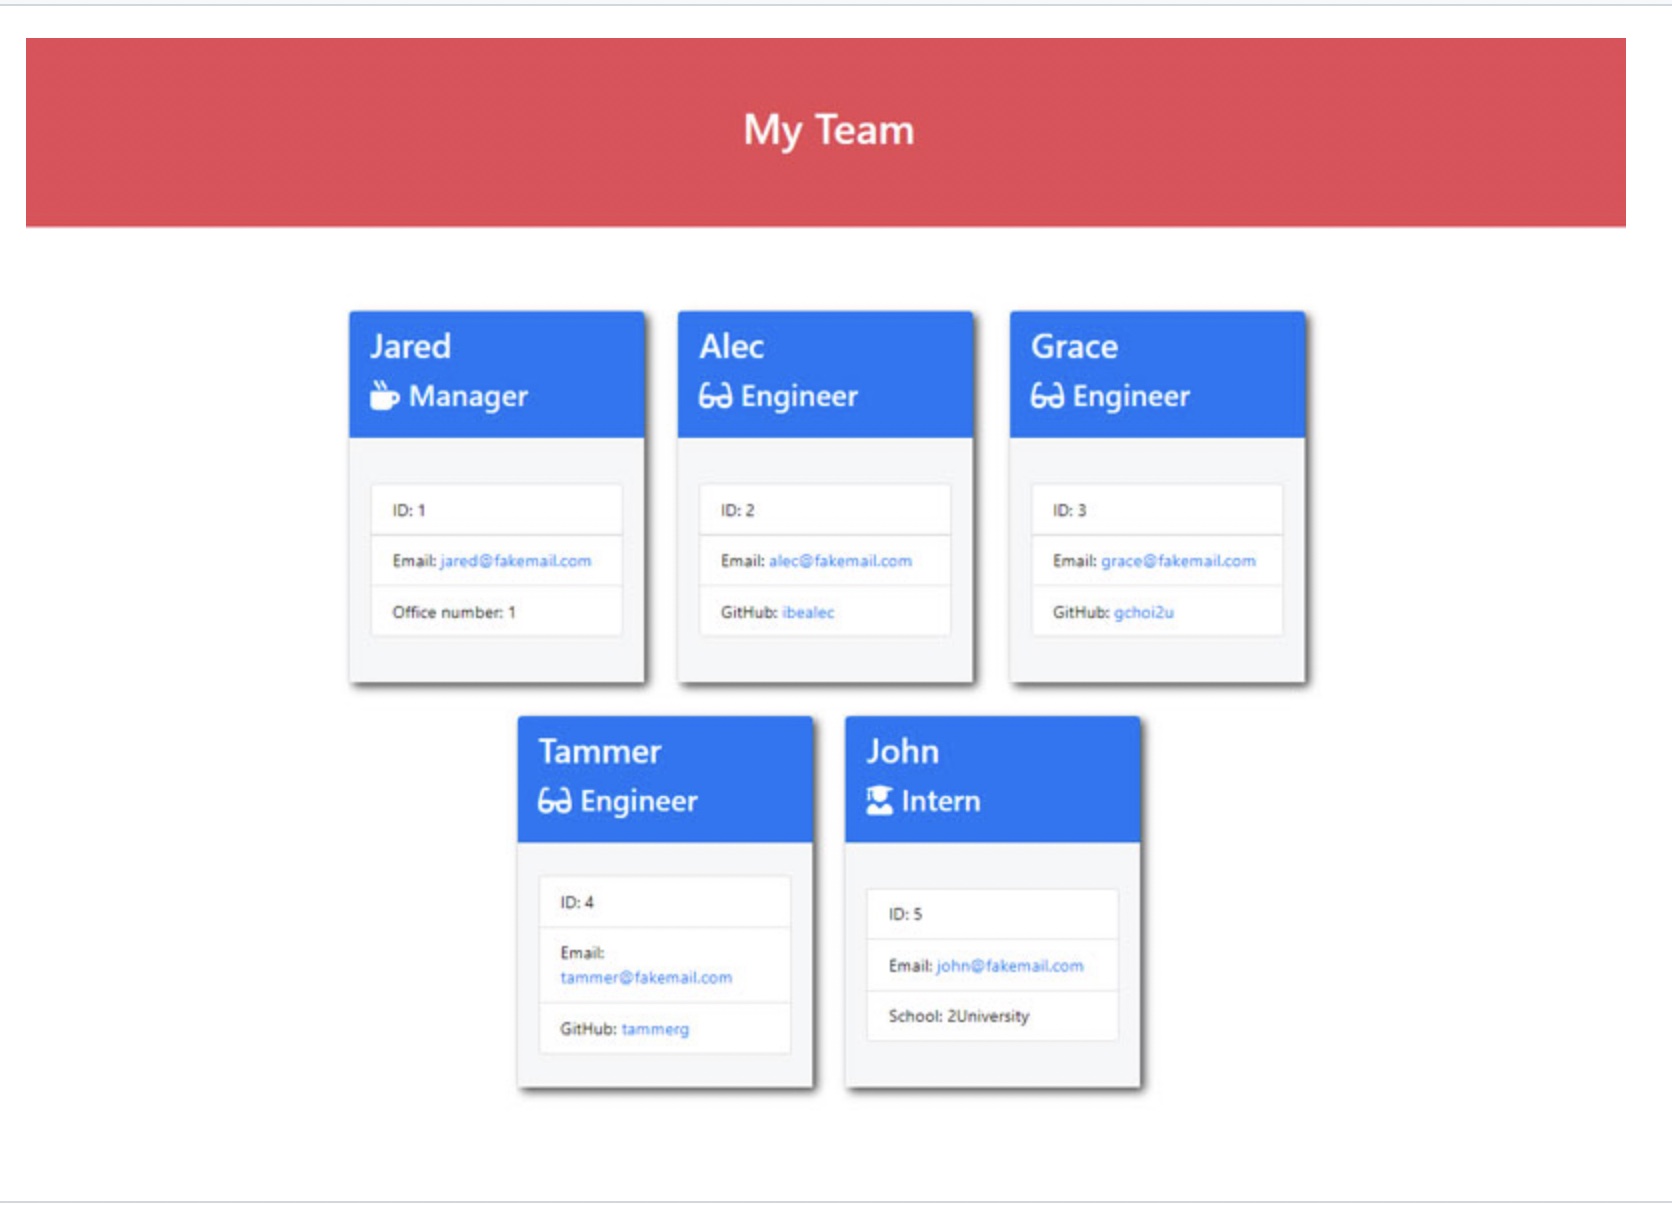 My Team
Jared
Manager
ID: 1
Email: jared@fakemail.com
Office number: 1
Alec
Engineer
ID: 2
Email: alec@fakemail.com
GitHub: ibealec
Grace
Engineer
ID: 3
Email: grace@fakemail.com
GitHub: gchoi2u
Tammer
Engineer
ID: 4
Email:
tammer@fakemail.com
GitHub: tammerg
John
Intern
ID: 5
Email: john@fakemail.com
School: 2University